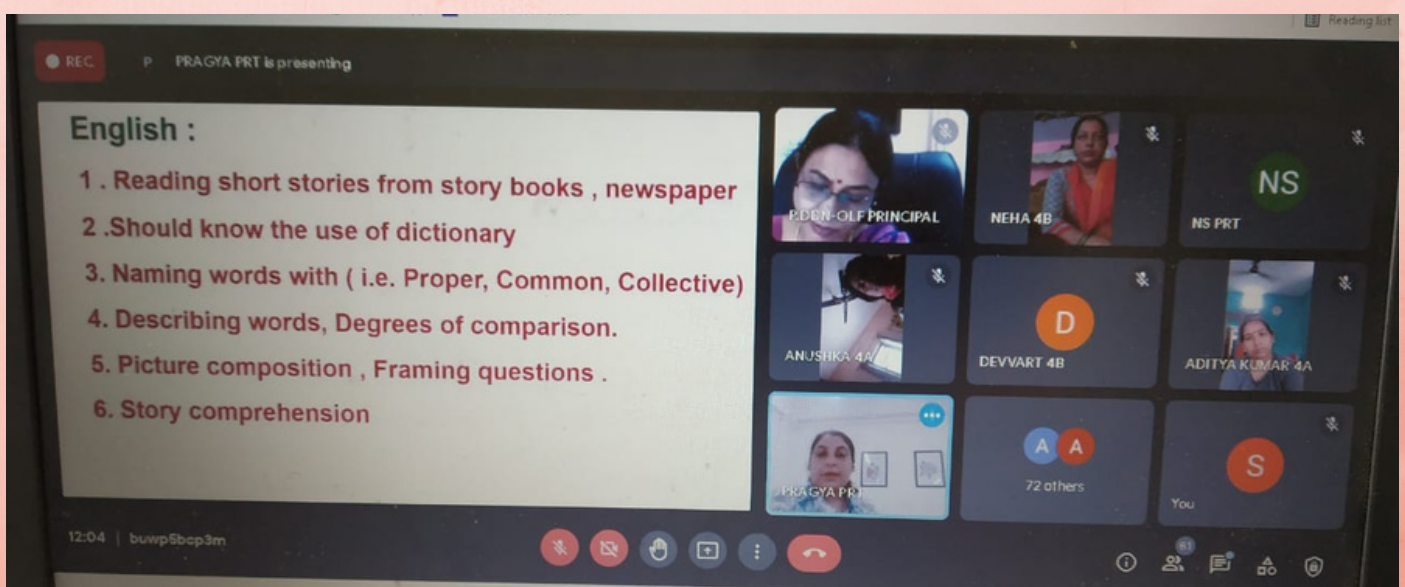 Reading list
REC
P PRAGYA PRT is presenting
English :
1 . Reading short stories from story books , newspaper
2 .Should know the use of dictionary
3. Naming words with ( i.e. Proper, Common, Collective)
4. Describing words, Degrees of comparison.
5. Picture composition , Framing questions .
6. Story comprehension
P.DDN-OLF PRINCIPAL
NEHA 4B
NS
NS PRT
ANUSHKA 4A
D
DEVVART 4B
ADITYA KUMAR 4A
PRAGYA PRT
A A
72 others
S
You
12:04 | buwp5bcp3m
61